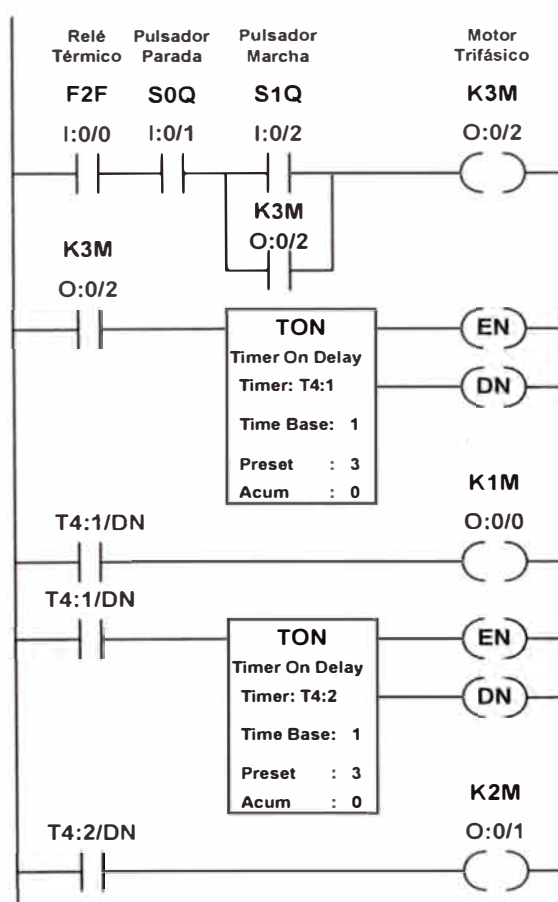 Relé Pulsador Pulsador Motor
Térmico Parada Marcha Trifásico
F2F S0Q S1Q K3M
I:0/0 I:0/1 I:0/2 O:0/2
K3M
O:0/2
K3M
O:0/2
TON
Timer On Delay
Timer: T4:1
Time Base: 1
Preset : 3
Acum : 0
EN
DN
K1M
T4:1/DN O:0/0
T4:1/DN
TON
Timer On Delay
Timer: T4:2
Time Base: 1
Preset : 3
Acum : 0
EN
DN
K2M
T4:2/DN O:0/1